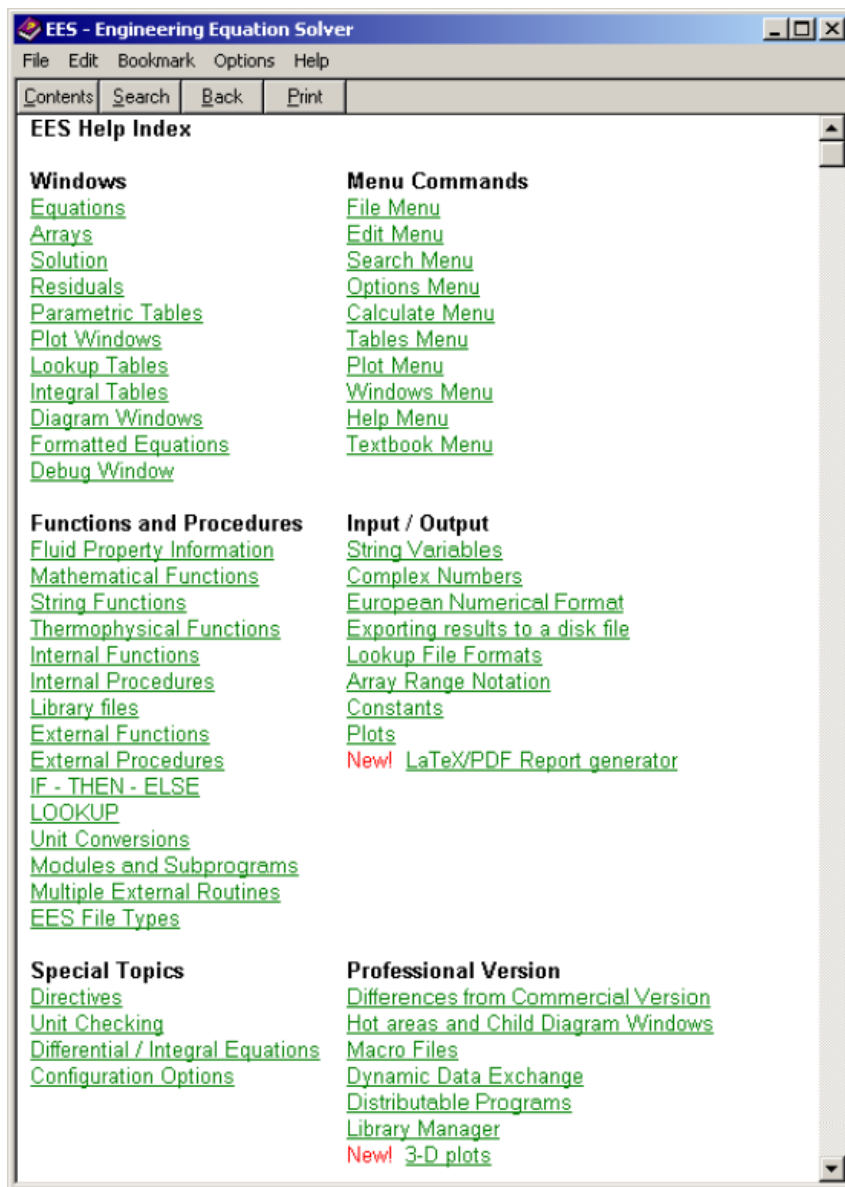 EES - Engineering Equation Solver
File Edit Bookmark Options Help
Contents Search Back Print
EES Help Index
Windows
Equations
Arrays
Solution
Residuals
Parametric Tables
Plot Windows
Lookup Tables
Integral Tables
Diagram Windows
Formatted Equations
Debug Window
Menu Commands
File Menu
Edit Menu
Search Menu
Options Menu
Calculate Menu
Tables Menu
Plot Menu
Windows Menu
Help Menu
Textbook Menu
Functions and Procedures
Fluid Property Information
Mathematical Functions
String Functions
Thermophysical Functions
Internal Functions
Internal Procedures
Library files
External Functions
External Procedures
IF - THEN - ELSE
LOOKUP
Unit Conversions
Modules and Subprograms
Multiple External Routines
EES File Types
Input / Output
String Variables
Complex Numbers
European Numerical Format
Exporting results to a disk file
Lookup File Formats
Array Range Notation
Constants
Plots
New! LaTeX/PDF Report generator
Special Topics
Directives
Unit Checking
Differential / Integral Equations
Configuration Options
Professional Version
Differences from Commercial Version
Hot areas and Child Diagram Windows
Macro Files
Dynamic Data Exchange
Distributable Programs
Library Manager
New! 3-D plots